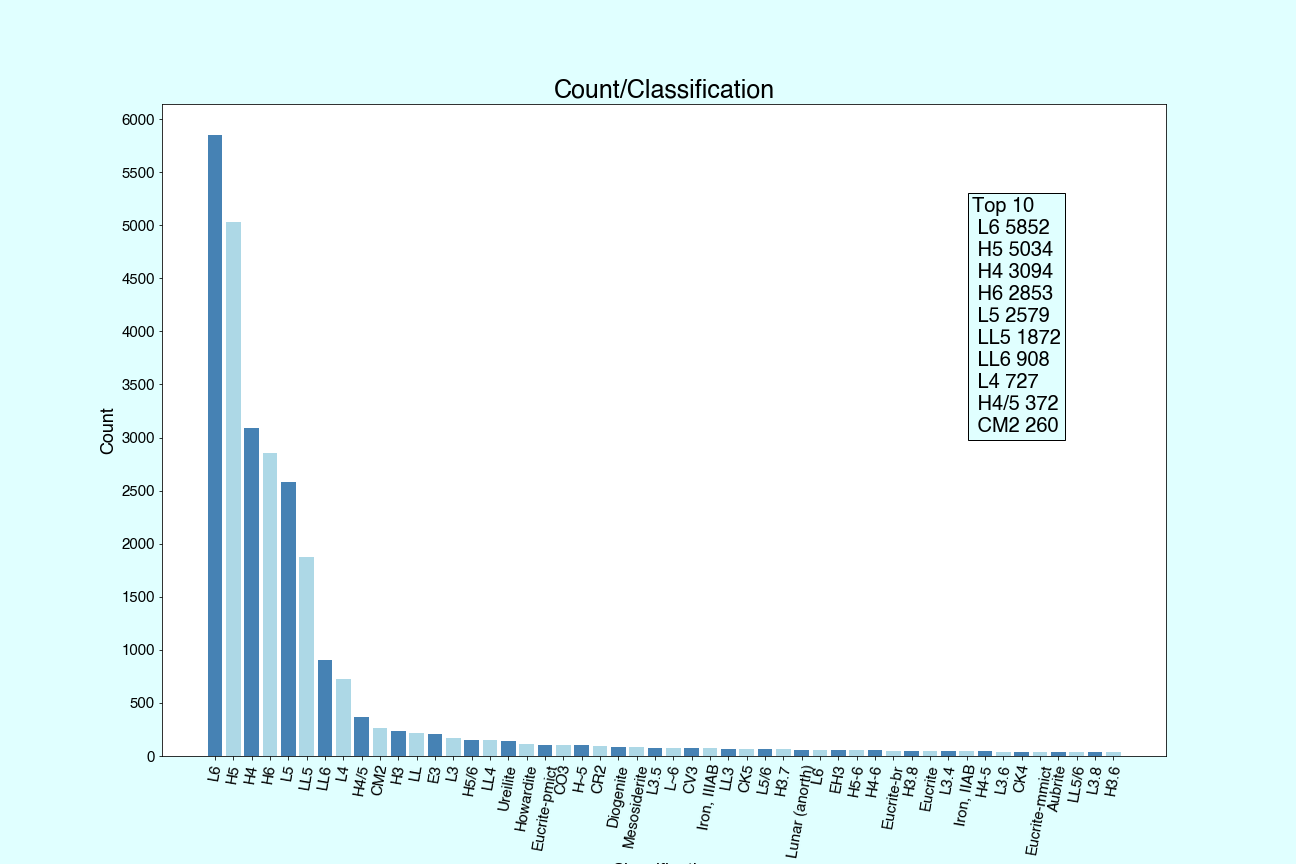 Count/Classification
6000
5500
5000
4500
4000
3500
3000
2500
2000
1500
1000
500
0
Count
Top 10
L6 5852
H5 5034
H4 3094
H6 2853
L5 2579
LL5 1872
LL6 908
L4 727
H4/5 372
CM2 260
L6
H5
H4
H6
L5
LL5
LL6
L4
H4/5
CM2
H3
LL
E3
L3
H5/6
LL4
Ureilite
Howardite
Eucrite-pmict
CO3
H~5
CR2
Diogenite
Mesosiderite
L3.5
L~6
CV3
Iron, IIIAB
LL3
CK5
L5/6
H3.7
Lunar (anorth)
L6
EH3
H5-6
H4-6
Eucrite-br
H3.8
Eucrite
L3.4
Iron, IIAB
H4-5
L3.6
CK4
Eucrite-mmict
Aubrite
LL5/6
L3.8
H3.6